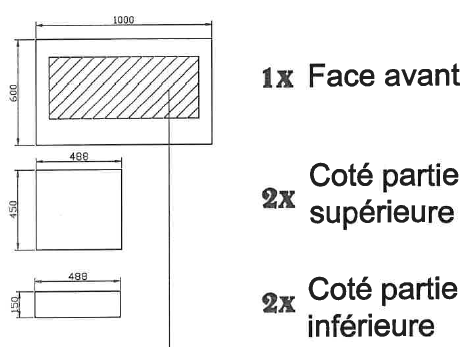 1000
600
1x Face avant
488
450
2x Coté partie
supérieure
488
150
2x Coté partie
inférieure